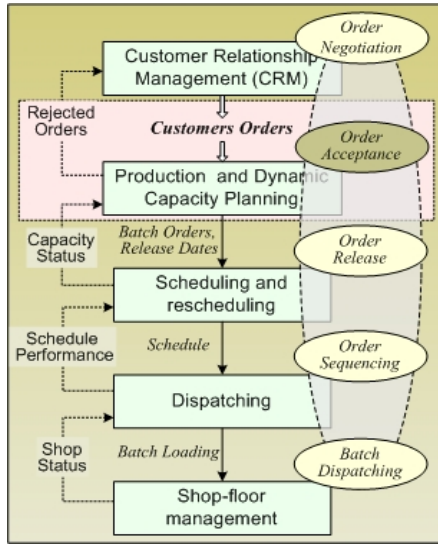 Order
Negotiation
Customer Relationship
Management (CRM)
Rejected
Orders
Customers Orders
Order
Acceptance
Production and Dynamic
Capacity Planning
Capacity
Status
Batch Orders,
Release Dates
Order
Release
Scheduling and
rescheduling
Schedule
Performance
Schedule
Order
Sequencing
Dispatching
Shop
Status
Batch Loading
Batch
Dispatching
Shop-floor
management